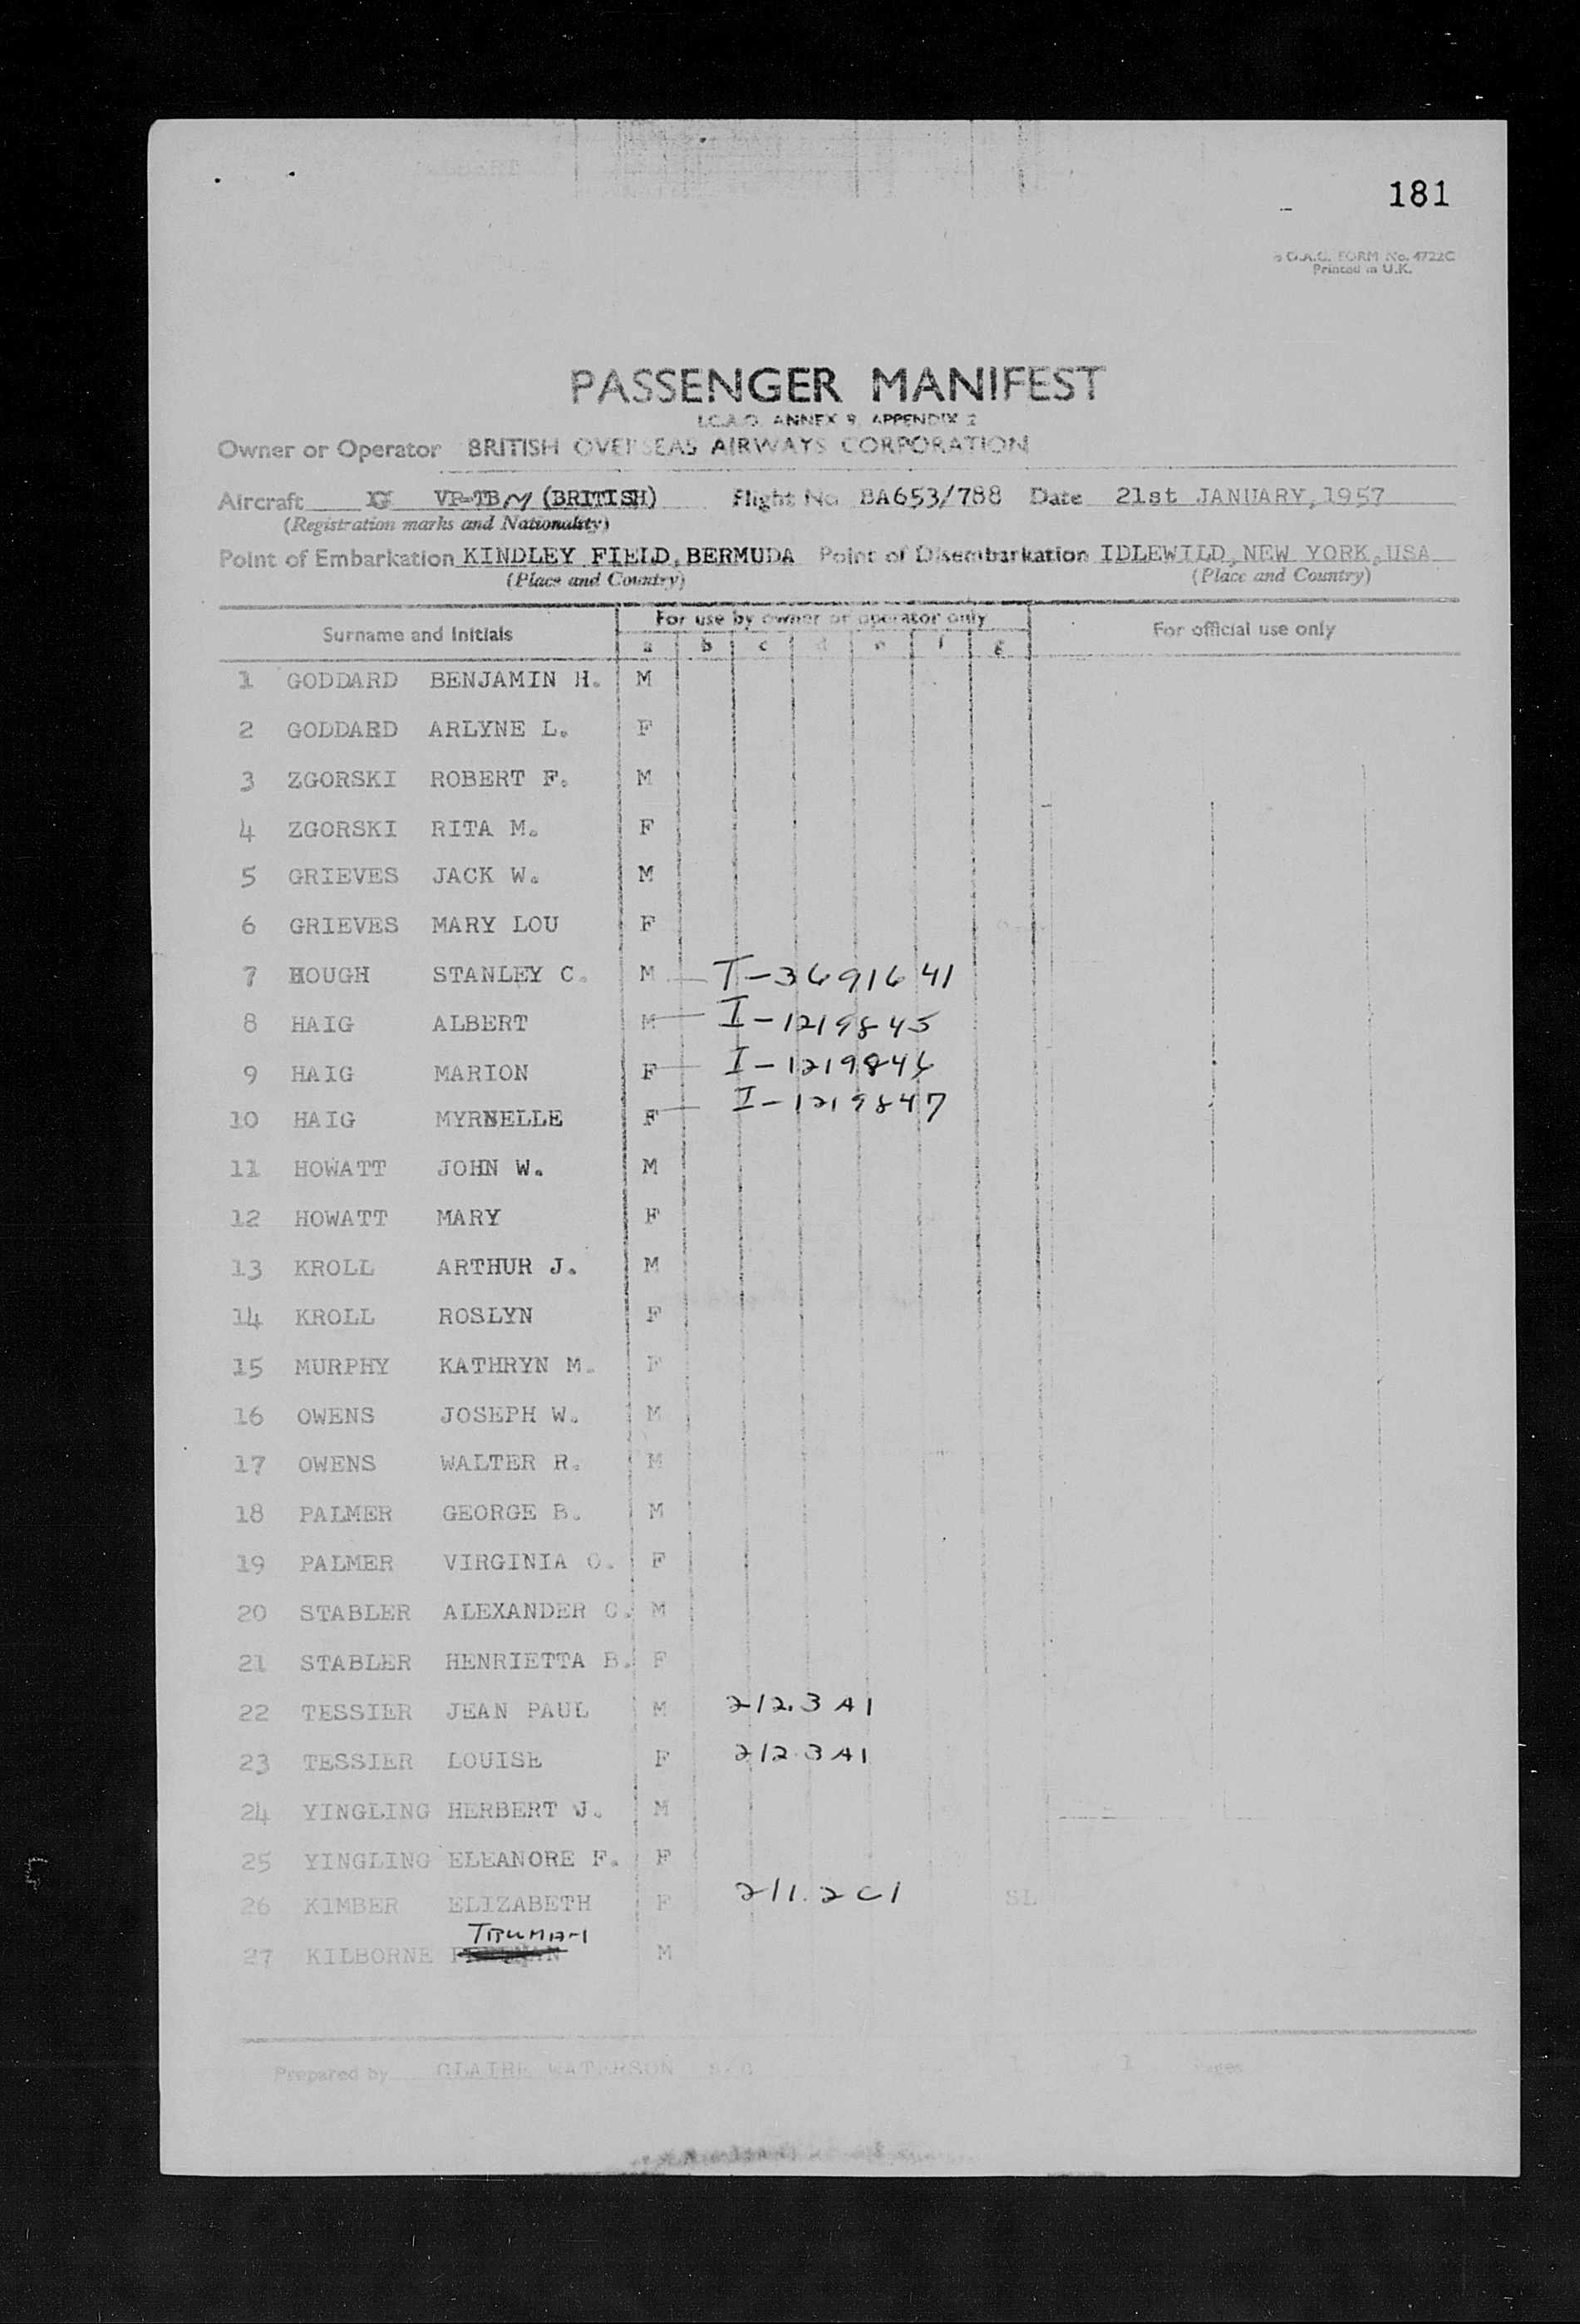 181
B.O.A.C. FORM No. 4722C
Printed in U.K.
PASSENGER MANIFEST
I.C.A.O. ANNEX 9, APPENDIX 2
Owner or Operator BRITISH OVERSEAS AIRWAYS CORPORATION
Aircraft VP-TBM (BRITISH) Flight No BA653/788 Date 21st JANUARY, 1957
(Registration marks and Nationality)
Point of Embarkation KINDLEY FIELD, BERMUDA Point of Disembarkation IDLEWILD, NEW YORK, USA
(Place and Country) (Place and Country)
Surname and Initials For use by owner or operator only For official use only
a b c d e f g
1 GODDARD BENJAMIN H. M
2 GODDARD ARLYNE L. F
3 ZGORSKI ROBERT F. M
4 ZGORSKI RITA M. F
5 GRIEVES JACK W. M
6 GRIEVES MARY LOU F
7 HOUGH STANLEY C. M T-3691641
8 HAIG ALBERT M I-1219845
9 HAIG MARION F I-1219846
10 HAIG MYRNELLE F I-1219847
11 HOWATT JOHN W. M
12 HOWATT MARY F
13 KROLL ARTHUR J. M
14 KROLL ROSLYN F
15 MURPHY KATHRYN M. F
16 OWENS JOSEPH W. M
17 OWENS WALTER R. M
18 PALMER GEORGE B. M
19 PALMER VIRGINIA O. F
20 STABLER ALEXANDER C. M
21 STABLER HENRIETTA B. F
22 TESSIER JEAN PAUL M 212.3 A1
23 TESSIER LOUISE F 212.3 A1
24 YINGLING HERBERT J. M
25 YINGLING ELEANORE F. F
26 KIMBER ELIZABETH F 211.2 C1 SL
TRUMAN
27 KILBORNE M
Prepared by CLAIRE WATERSON 1 Pages